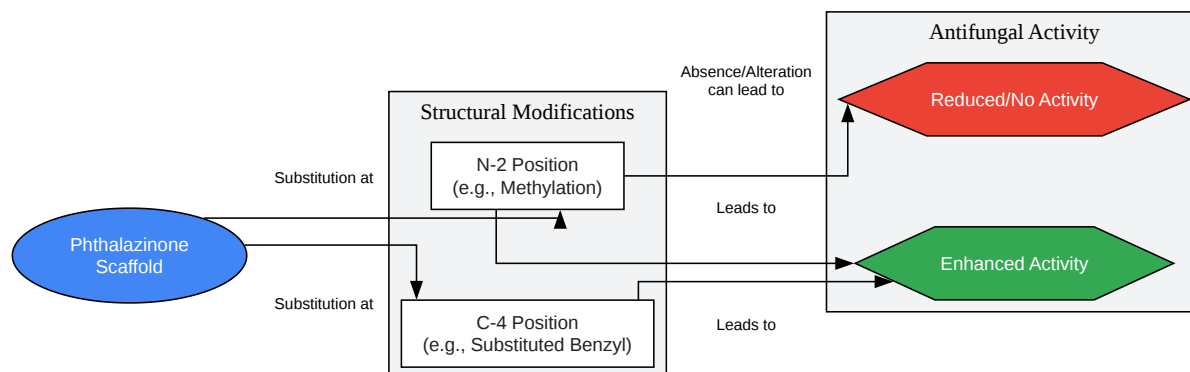 Antifungal Activity
Absence/Alteration
can lead to
Reduced/No Activity
Structural Modifications
N-2 Position
(e.g., Methylation)
Substitution at
Leads to
Phthalazinone
Scaffold
Enhanced Activity
Substitution at
C-4 Position
(e.g., Substituted Benzyl)
Leads to